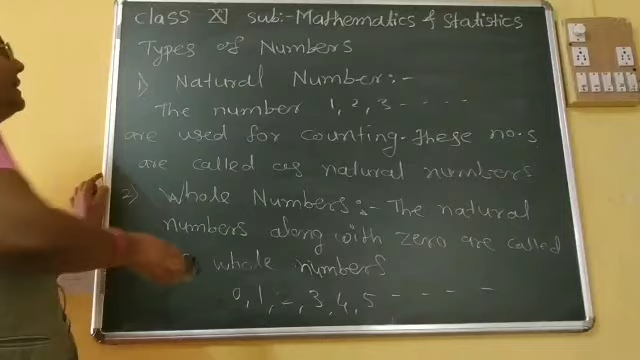 class XI sub:- Mathematics & Statistics
Types of Numbers
1) Natural Number:-
The number 1, 2, 3 - - - -
are used for counting. These no.s
are called as natural numbers
2) Whole Numbers:- The natural
numbers along with zero are called
whole numbers
0, 1, -, 3, 4, 5 - - - -